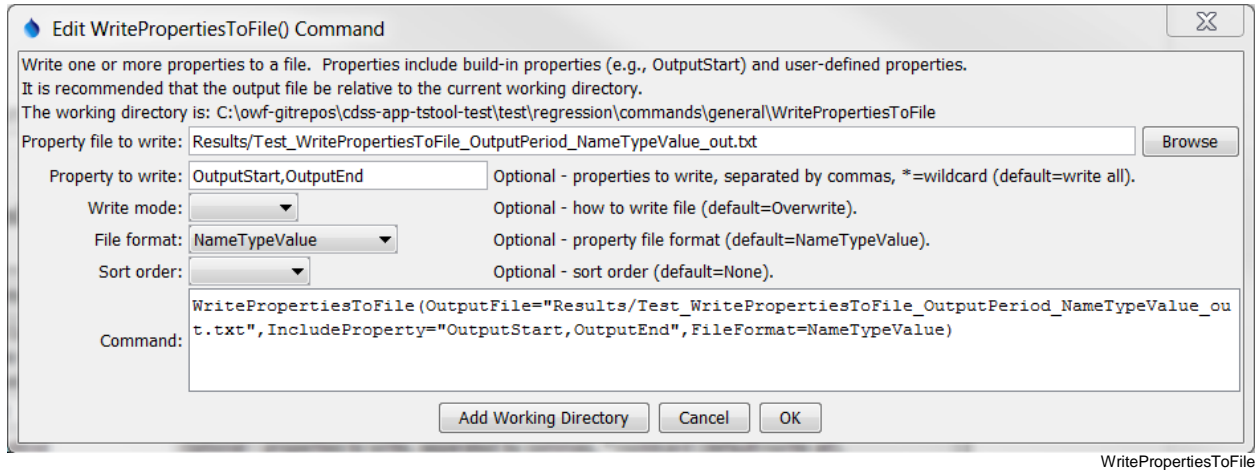 Edit WritePropertiesToFile() Command
Write one or more properties to a file. Properties include build-in properties (e.g., OutputStart) and user-defined properties.
It is recommended that the output file be relative to the current working directory.
The working directory is: C:\owf-gitrepos\cdss-app-tstool-test\test\regression\commands\general\WritePropertiesToFile
Property file to write: Results/Test_WritePropertiesToFile_OutputPeriod_NameTypeValue_out.txt Browse
Property to write: OutputStart,OutputEnd Optional - properties to write, separated by commas, *=wildcard (default=write all).
Write mode: Optional - how to write file (default=Overwrite).
File format: NameTypeValue Optional - property file format (default=NameTypeValue).
Sort order: Optional - sort order (default=None).
WritePropertiesToFile(OutputFile="Results/Test_WritePropertiesToFile_OutputPeriod_NameTypeValue_ou
Command: t.txt",IncludeProperty="OutputStart,OutputEnd",FileFormat=NameTypeValue)
Add Working Directory Cancel OK
WritePropertiesToFile